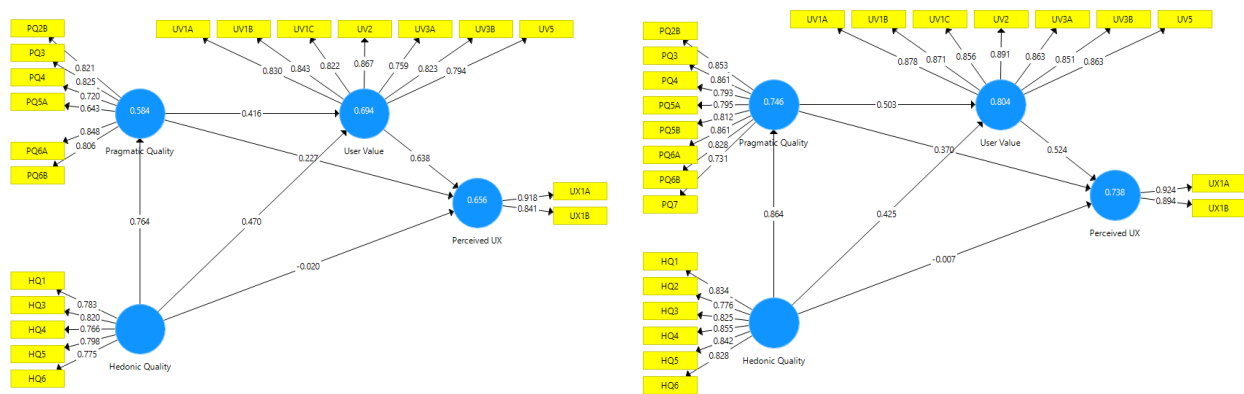 UV1A UV1B UV1C UV2 UV3A UV3B UV5
0.830 0.843 0.822 0.867 0.759 0.823 0.794
PQ2B
PQ3
PQ4
PQ5A
PQ6A
PQ6B
0.821
0.825
0.720
0.643
0.848
0.806
0.584
Pragmatic Quality
0.416
0.694
User Value
0.227
0.638
0.764
0.470
0.656
Perceived UX
0.918
0.841
UX1A
UX1B
-0.020
HQ1
HQ3
HQ4
HQ5
HQ6
0.783
0.820
0.766
0.798
0.775
Hedonic Quality
UV1A UV1B UV1C UV2 UV3A UV3B UV5
0.878 0.871 0.856 0.891 0.863 0.851 0.863
PQ2B
PQ3
PQ4
PQ5A
PQ5B
PQ6A
PQ6B
PQ7
0.853
0.861
0.793
0.795
0.812
0.861
0.828
0.731
0.746
Pragmatic Quality
0.503
0.804
User Value
0.370
0.524
0.864
0.425
0.738
Perceived UX
0.924
0.894
UX1A
UX1B
-0.007
HQ1
HQ2
HQ3
HQ4
HQ5
HQ6
0.834
0.776
0.825
0.855
0.842
0.828
Hedonic Quality